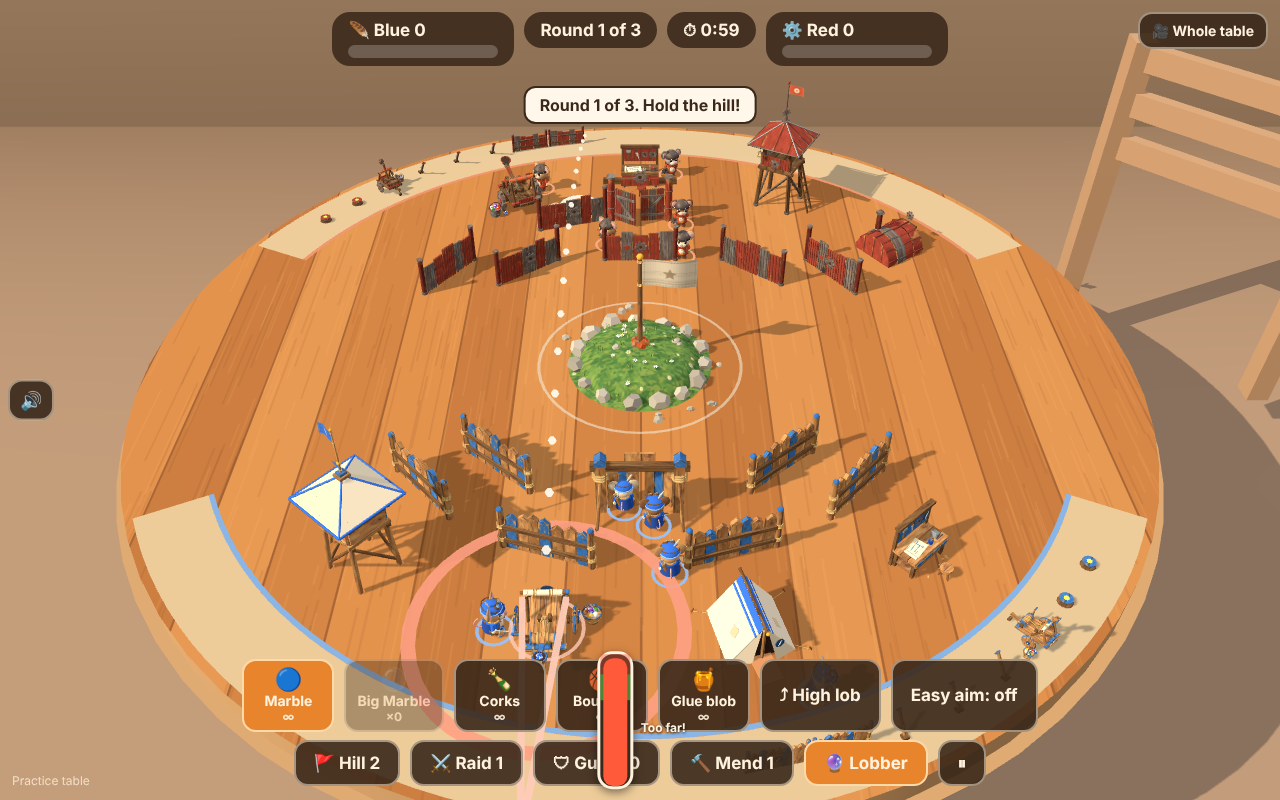 Blue 0
Round 1 of 3
0:59
Red 0
Whole table
Round 1 of 3. Hold the hill!
Marble
∞
Big Marble
×0
Corks
∞
Glue blob
∞
High lob
Easy aim: off
Too far!
Hill 2
Raid 1
Mend 1
Lobber
Practice table